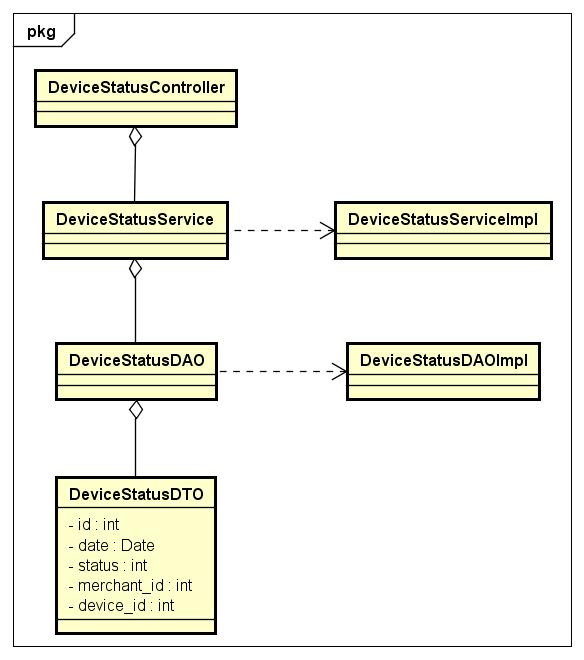 pkg
DeviceStatusController
DeviceStatusService
DeviceStatusServiceImpl
DeviceStatusDAO
DeviceStatusDAOImpl
DeviceStatusDTO
- id : int
- date : Date
- status : int
- merchant_id : int
- device_id : int